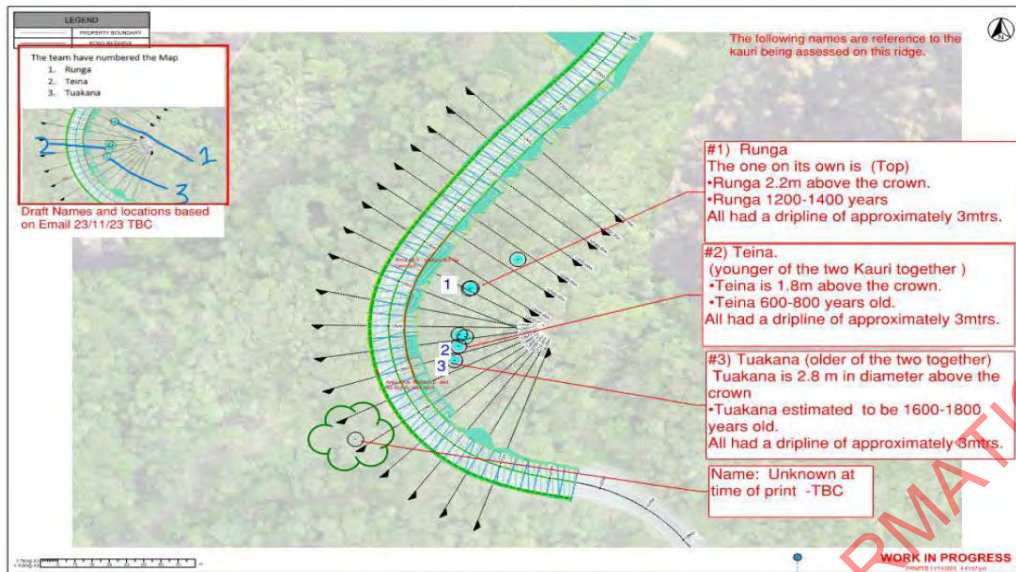 LEGEND
PROPERTY BOUNDARY
ROAD RESERVE
The team have numbered the Map
1. Runga
2. Teina
3. Tuakana
2
1
3
Draft Names and locations based
on Email 23/11/23 TBC
The following names are reference to the
kauri being assessed on this ridge.
N
#1) Runga
The one on its own is (Top)
•Runga 2.2m above the crown.
•Runga 1200-1400 years
All had a dripline of approximately 3mtrs.
#2) Teina.
(younger of the two Kauri together )
•Teina is 1.8m above the crown.
•Teina 600-800 years old.
All had a dripline of approximately 3mtrs.
#3) Tuakana (older of the two together)
Tuakana is 2.8 m in diameter above the
crown
•Tuakana estimated to be 1600-1800
years old.
All had a dripline of approximately 3mtrs.
Name: Unknown at
time of print -TBC
1
2
3
WORK IN PROGRESS
RMATIO